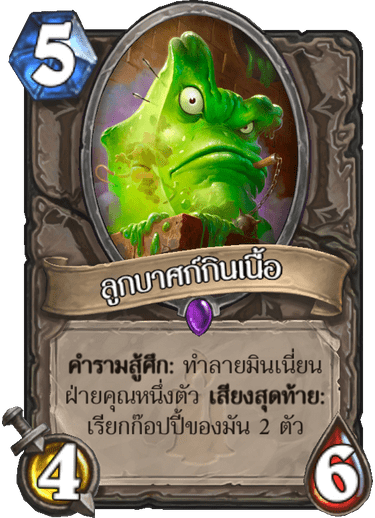 5
ลูกบาศก์กินเนื้อ
คำรามสู้ศึก: ทำลายมินเนี่ยน
ฝ่ายคุณหนึ่งตัว เสียงสุดท้าย:
เรียกก๊อปปี้ของมัน 2 ตัว
4
6